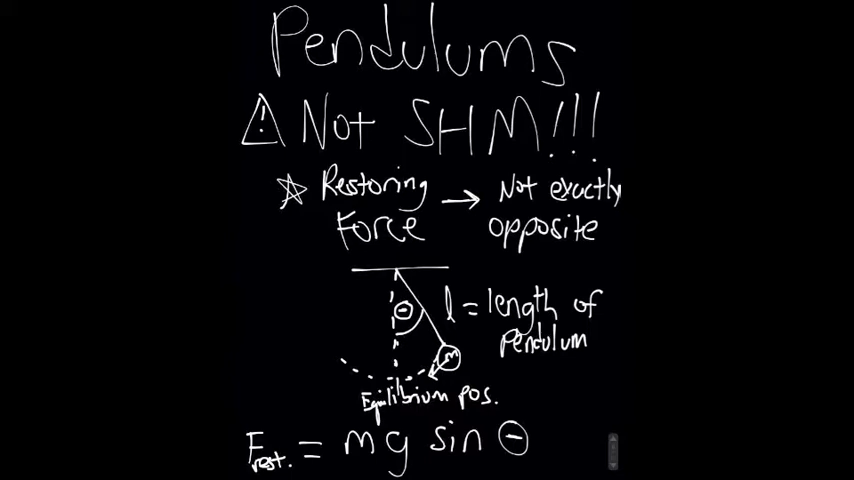 Pendulums
⚠ Not SHM!!!
☆ Restoring Force → Not exactly opposite
θ
l = length of pendulum
m
Equilibrium pos.
Frest. = mg sin θ